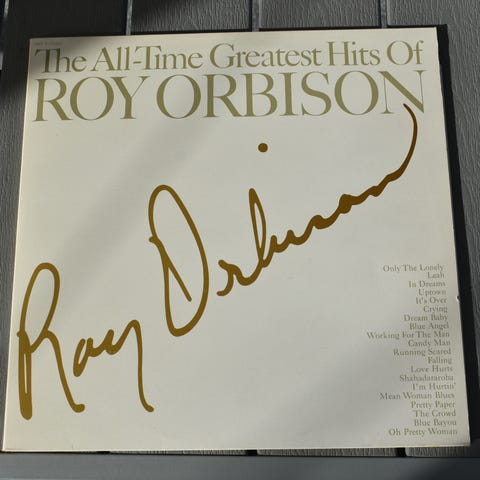 The All-Time Greatest Hits Of
ROY ORBISON
Roy Orbison
Only The Lonely
Leah
In Dreams
Uptown
It's Over
Crying
Dream Baby
Blue Angel
Working For The Man
Candy Man
Running Scared
Falling
Love Hurts
Shahadararoba
I'm Hurtin'
Mean Woman Blues
Pretty Paper
The Crowd
Blue Bayou
Oh Pretty Woman